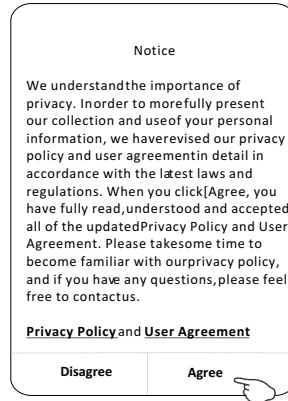 Notice
We understand the importance of
privacy. Inorder to morefully present
our collection and useof your personal
information, we haverevised our privacy
policy and user agreementin detail in
accordance with the latest laws and
regulations. When you click[Agree, you
have fully read,understood and accepted
all of the updatedPrivacy Policy and User
Agreement. Please takesome time to
become familiar with ourprivacy policy,
and if you have any questions,please feel
free to contactus.
Privacy Policy and User Agreement
Disagree Agree